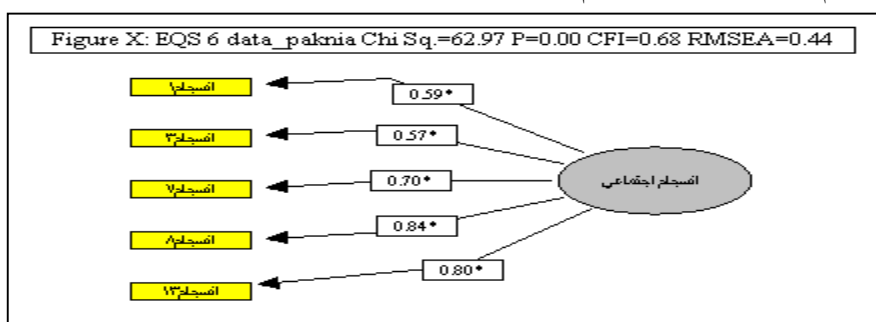 Figure X: EQS 6 data_paknia Chi Sq.=62.97 P=0.00 CFI=0.68 RMSEA=0.44
انسجام۱
0.59*
انسجام۳
0.57*
انسجام۷
0.70*
انسجام اجتماعی
انسجام۸
0.84*
انسجام۱۳
0.80*